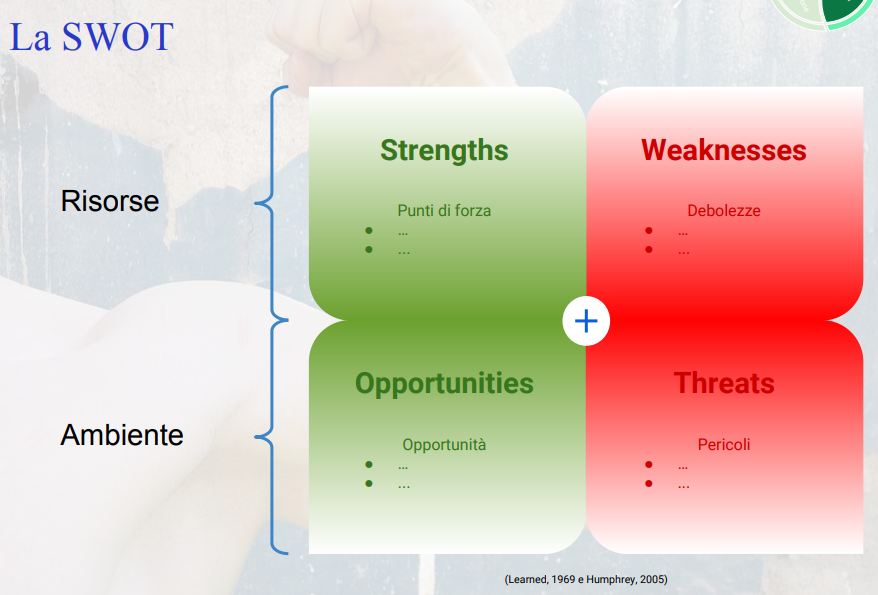 La SWOT
Risorse
Strengths
Punti di forza
● …
● ...
Weaknesses
Debolezze
● …
● ...
Ambiente
Opportunities
Opportunità
● …
● ...
Threats
Pericoli
● …
● ...
(Learned, 1969 e Humphrey, 2005)